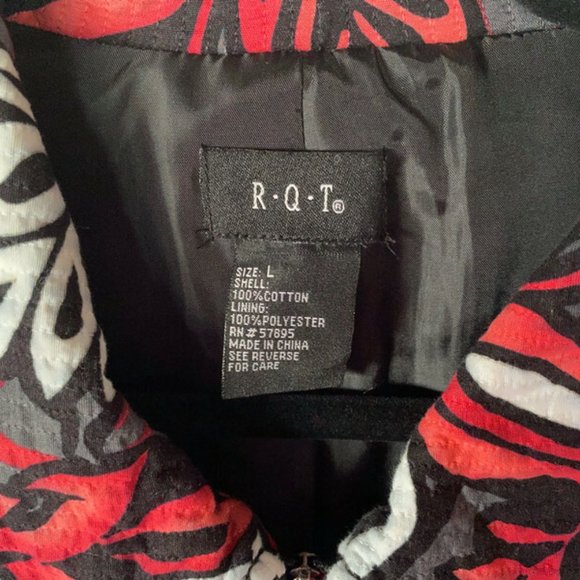 R·Q·T®
SIZE: L
SHELL:
100%COTTON
LINING:
100%POLYESTER
RN# 57895
MADE IN CHINA
SEE REVERSE
FOR CARE